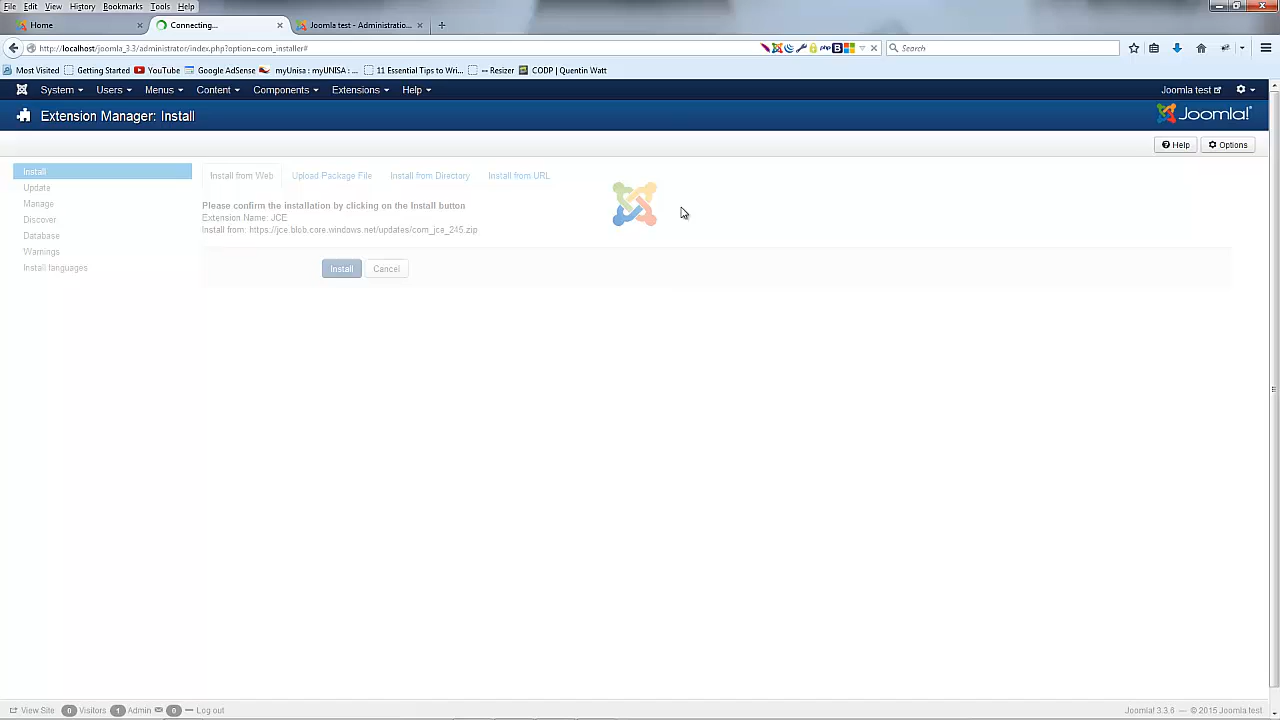 File Edit View History Bookmarks Tools Help
Home
Connecting...
Joomla test - Administratio...
http://localhost/joomla_3.3/administrator/index.php?option=com_installer#
php
B
Search
Most Visited Getting Started YouTube Google AdSense myUnisa : myUNISA : ... 11 Essential Tips to Wri... -- Resizer CODP | Quentin Watt
System Users Menus Content Components Extensions Help
Joomla test
Extension Manager: Install
Joomla!
Help Options
Install
Update
Manage
Discover
Database
Warnings
Install languages
Install from Web Upload Package File Install from Directory Install from URL
Please confirm the installation by clicking on the Install button
Extension Name: JCE
Install from: https://jce.blob.core.windows.net/updates/com_jce_245.zip
Install Cancel
View Site 0 Visitors 1 Admin 0 Log out
Joomla! 3.3.6 — © 2015 Joomla test